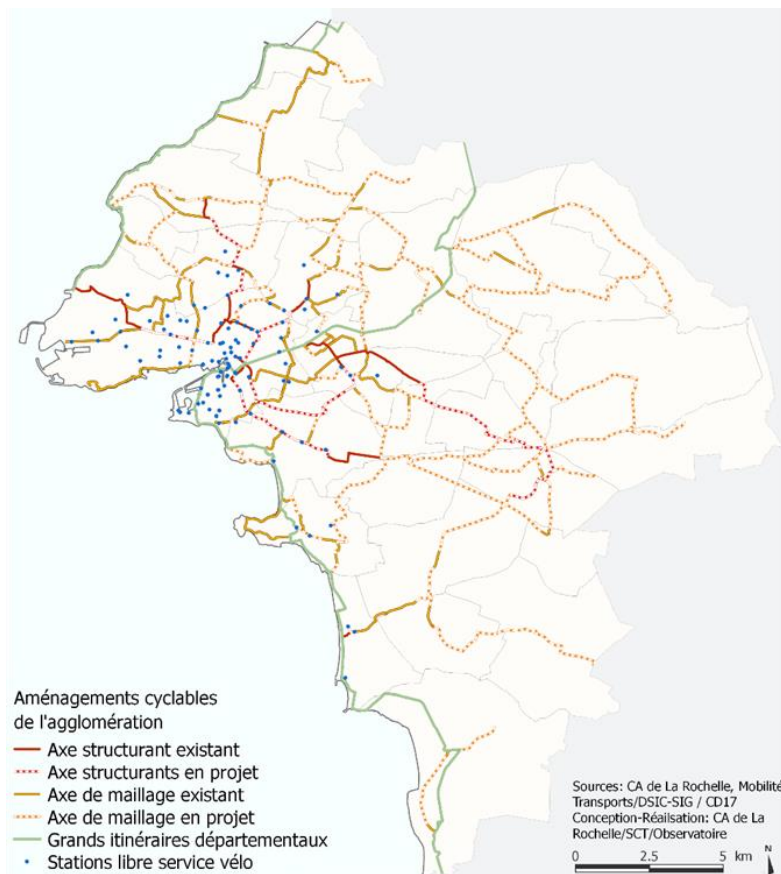 Aménagements cyclables
de l'agglomération
Axe structurant existant
Axe structurants en projet
Axe de maillage existant
Axe de maillage en projet
Grands itinéraires départementaux
Stations libre service vélo
Sources: CA de La Rochelle, Mobilité
Transports/DSIC-SIG / CD17
Conception-Réailsation: CA de La
Rochelle/SCT/Observatoire
0 2.5 5 km
N